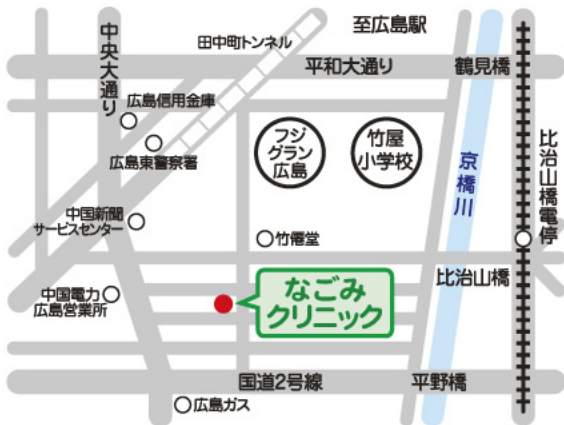 至広島駅
田中町トンネル
中央大通り
平和大通り
鶴見橋
広島信用金庫
広島東警察署
フジ
グラン
広島
竹屋
小学校
京橋川
比治山橋電停
中国新聞
サービスセンター
竹僊堂
比治山橋
中国電力
広島営業所
なごみ
クリニック
国道2号線
平野橋
広島ガス